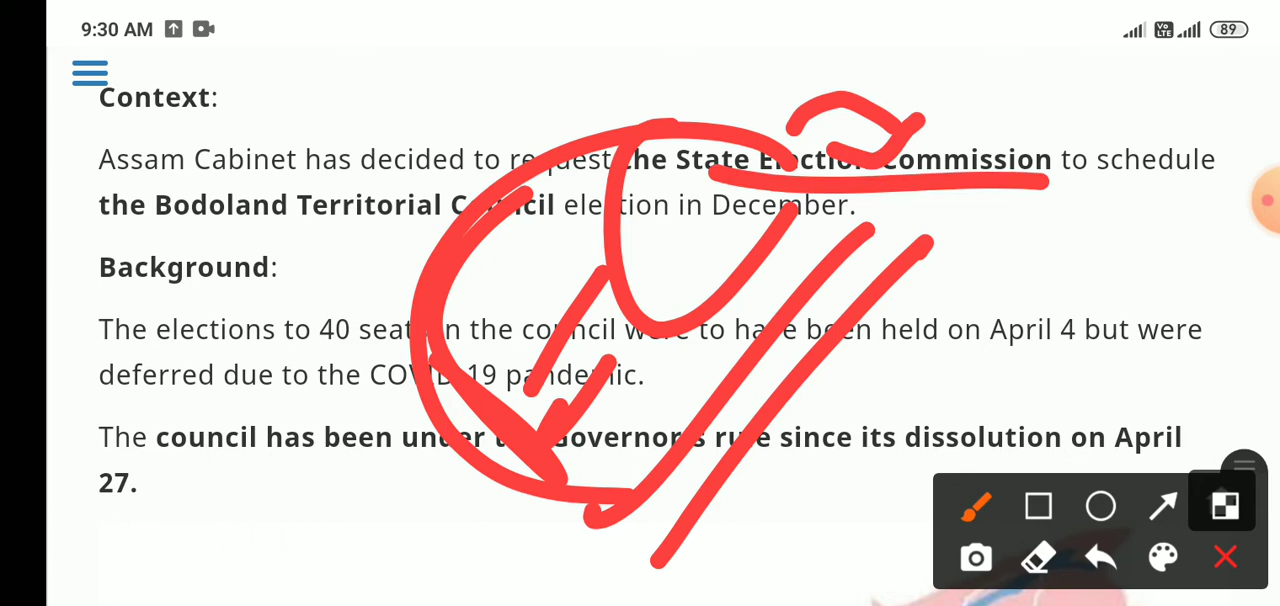 9:30 AM
Vo LTE 89
Context:
Assam Cabinet has decided to request the State Election Commission to schedule
the Bodoland Territorial Council election in December.
Background:
The elections to 40 seats in the council were to have been held on April 4 but were
deferred due to the COVID-19 pandemic.
The council has been under the Governor's rule since its dissolution on April
27.